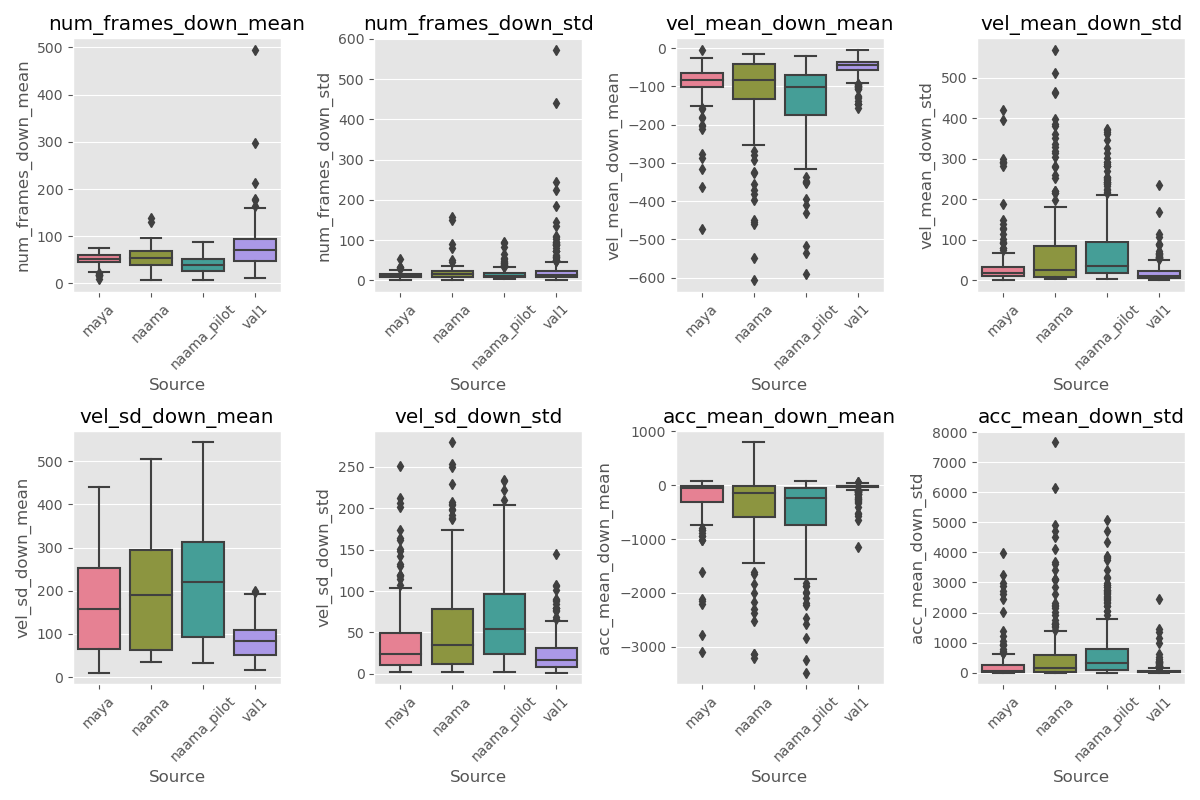 num_frames_down_mean
num_frames_down_mean
500
400
300
200
100
0
maya
naama
naama_pilot
val1
Source
num_frames_down_std
num_frames_down_std
600
500
400
300
200
100
0
maya
naama
naama_pilot
val1
Source
vel_mean_down_mean
vel_mean_down_mean
0
−100
−200
−300
−400
−500
−600
maya
naama
naama_pilot
val1
Source
vel_mean_down_std
vel_mean_down_std
500
400
300
200
100
0
maya
naama
naama_pilot
val1
Source
vel_sd_down_mean
vel_sd_down_mean
500
400
300
200
100
0
maya
naama
naama_pilot
val1
Source
vel_sd_down_std
vel_sd_down_std
250
200
150
100
50
0
maya
naama
naama_pilot
val1
Source
acc_mean_down_mean
acc_mean_down_mean
1000
0
−1000
−2000
−3000
maya
naama
naama_pilot
val1
Source
acc_mean_down_std
acc_mean_down_std
8000
7000
6000
5000
4000
3000
2000
1000
0
maya
naama
naama_pilot
val1
Source